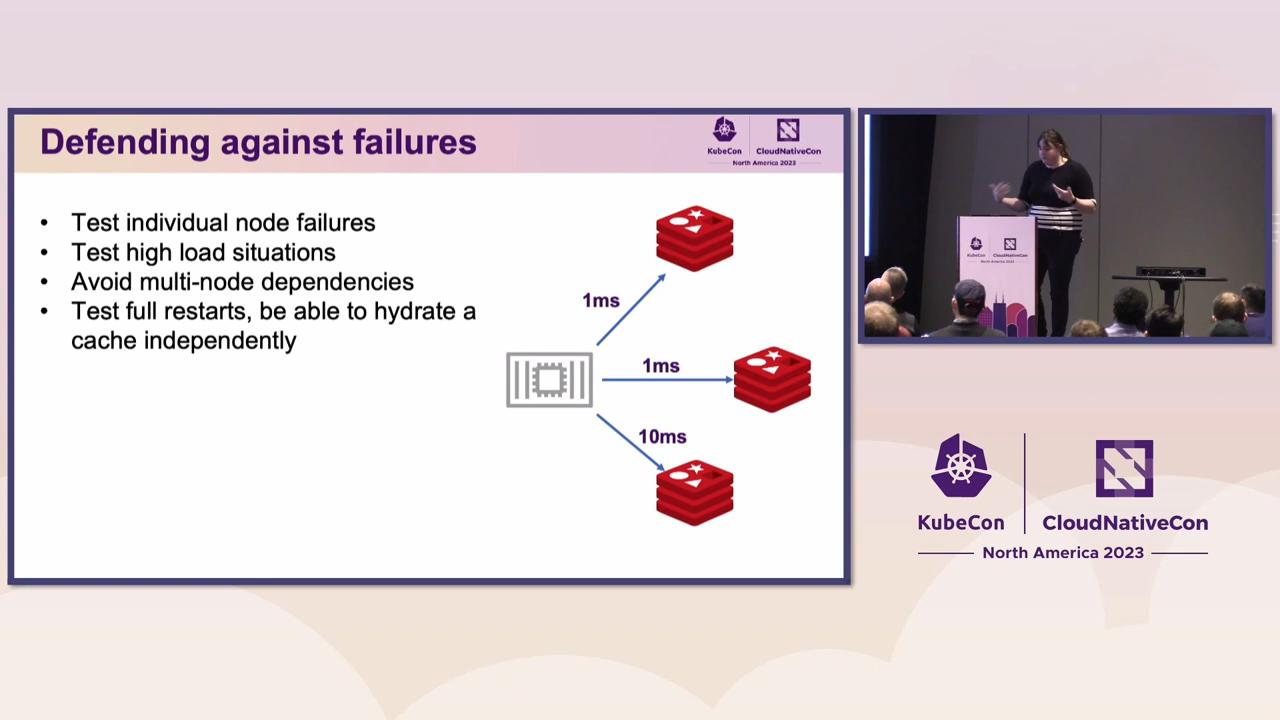 Defending against failures
KubeCon
CloudNativeCon
North America 2023
• Test individual node failures
• Test high load situations
• Avoid multi-node dependencies
• Test full restarts, be able to hydrate a
cache independently
1ms
1ms
10ms
KubeCon
CloudNativeCon
North America 2023
KubeCon
CloudNativeCon
North America 2023